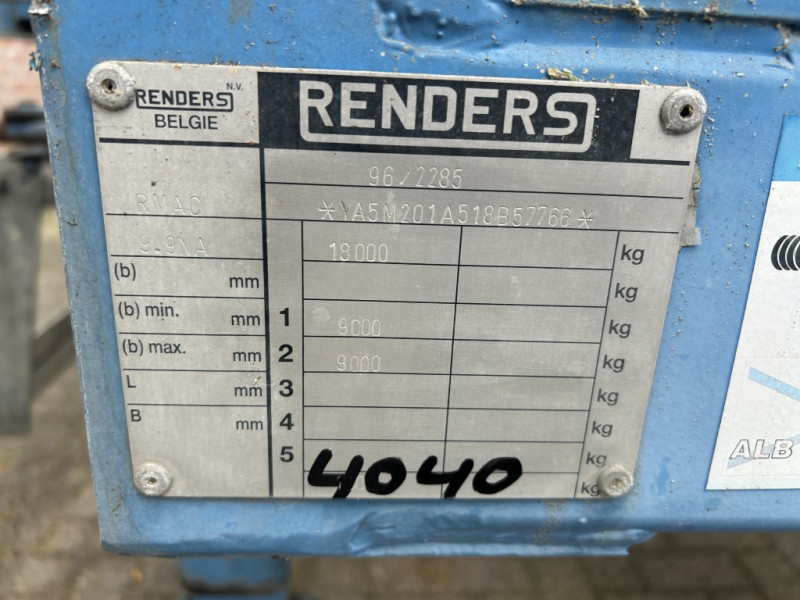 RENDERS N.V.
BELGIE
RENDERS
96/2285
RMAC
*YA5M201A518B57766*
9.9NA
18000 kg
(b) mm
kg
(b) min. mm 1 9000 kg
(b) max. mm 2 9000 kg
L mm 3 kg
B mm 4 kg
5 kg
4040 kg
ALB